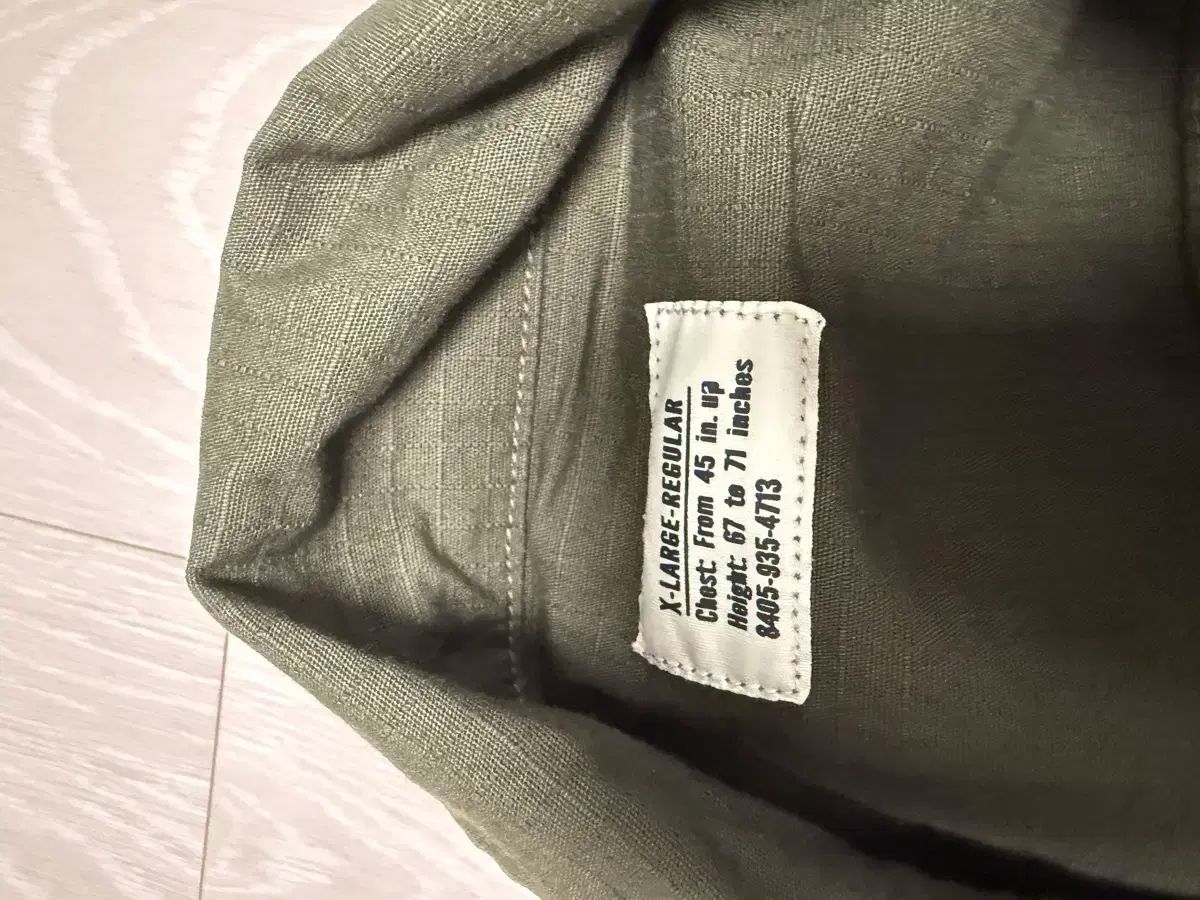 X-LARGE-REGULAR
Chest: From 45 in. up
Height: 67 to 71 inches
8405-935-4713